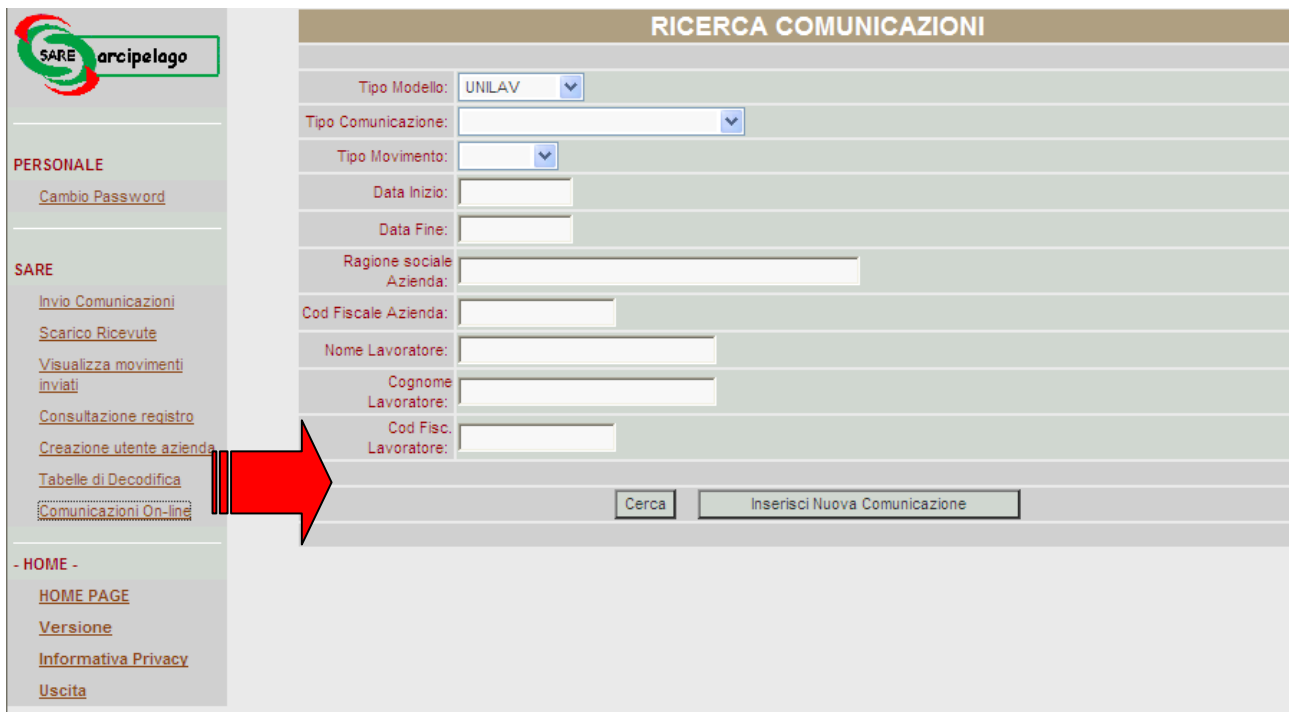 SARE arcipelago
PERSONALE
Cambio Password
SARE
Invio Comunicazioni
Scarico Ricevute
Visualizza movimenti
inviati
Consultazione registro
Creazione utente azienda
Tabelle di Decodifica
Comunicazioni On-line
- HOME -
HOME PAGE
Versione
Informativa Privacy
Uscita
RICERCA COMUNICAZIONI
Tipo Modello: UNILAV
Tipo Comunicazione:
Tipo Movimento:
Data Inizio:
Data Fine:
Ragione sociale
Azienda:
Cod Fiscale Azienda:
Nome Lavoratore:
Cognome
Lavoratore:
Cod Fisc.
Lavoratore:
Cerca Inserisci Nuova Comunicazione